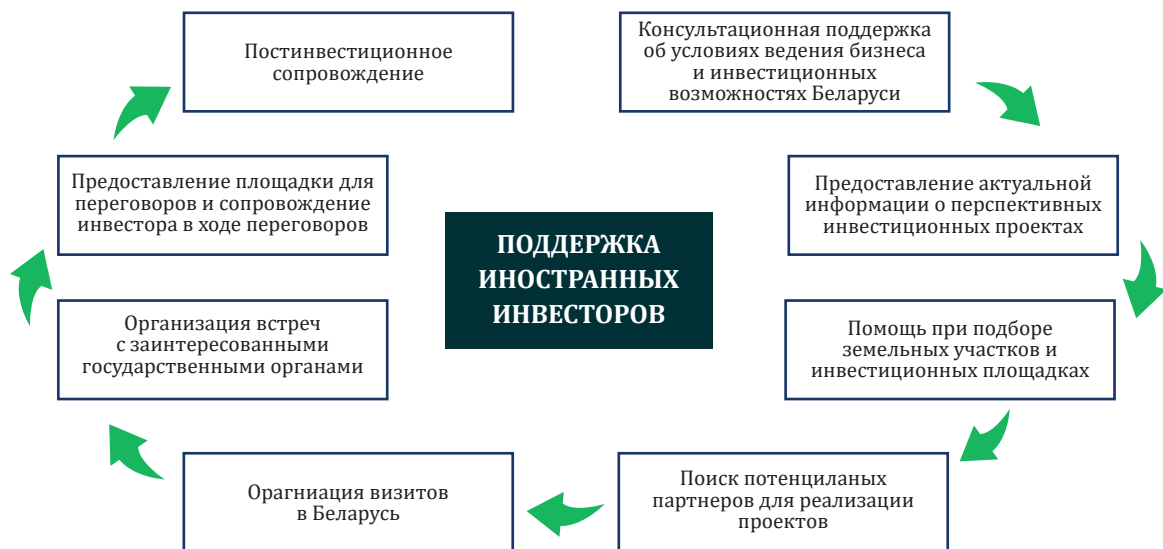 Постинвестиционное
сопровождение
Консультационная поддержка
об условиях ведения бизнеса
и инвестиционных
возможностях Беларуси
Предоставление площадки для
переговоров и сопровождение
инвестора в ходе переговоров
ПОДДЕРЖКА
ИНОСТРАННЫХ
ИНВЕСТОРОВ
Предоставление актуальной
информации о перспективных
инвестиционных проектах
Организация встреч
с заинтересованными
государственными органами
Помощь при подборе
земельных участков и
инвестиционных площадках
Орагниация визитов
в Беларусь
Поиск потенциланых
партнеров для реализации
проектов